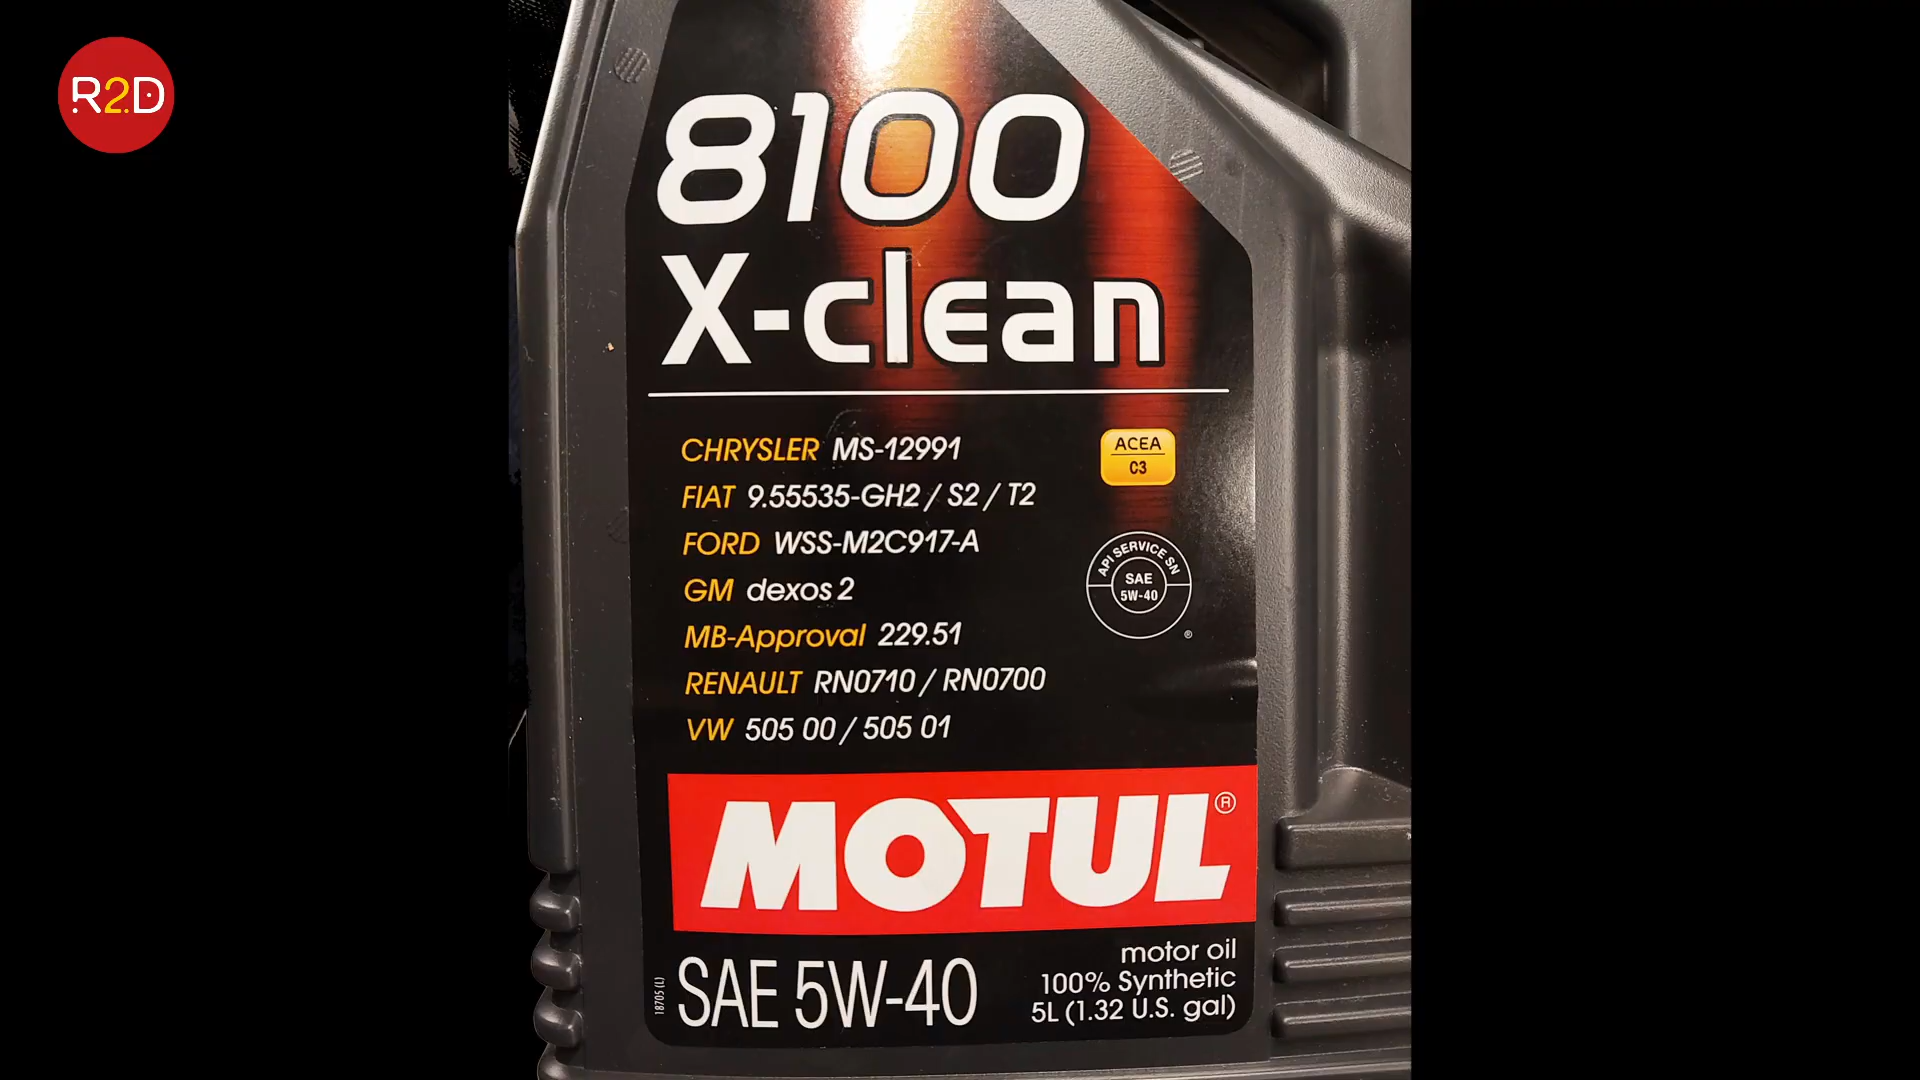 R2D
8100
X-clean
CHRYSLER MS-12991
FIAT 9.55535-GH2 / S2 / T2
FORD WSS-M2C917-A
GM dexos 2
MB-Approval 229.51
RENAULT RN0710 / RN0700
VW 505 00 / 505 01
ACEA
C3
API SERVICE SN
SAE
5W-40
®
MOTUL®
SAE 5W-40
motor oil
100% Synthetic
5L (1.32 U.S. gal)
18705 (L)